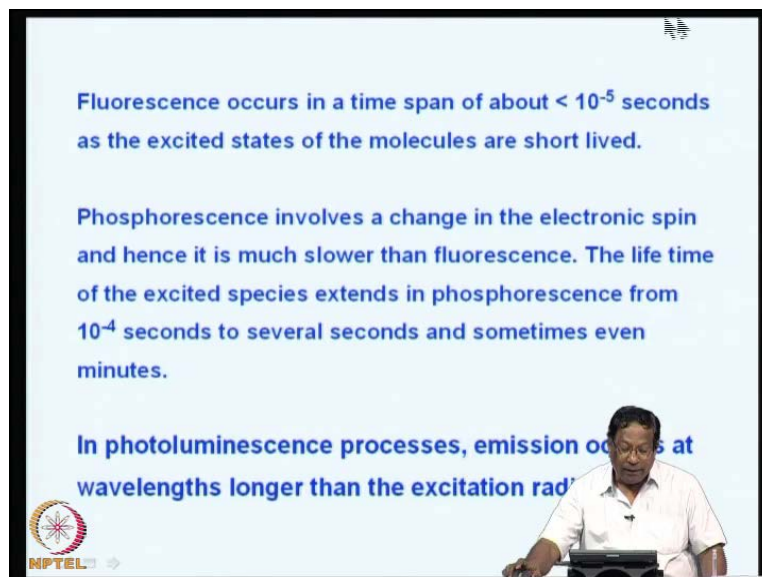 Fluorescence occurs in a time span of about < 10⁻⁵ seconds
as the excited states of the molecules are short lived.
Phosphorescence involves a change in the electronic spin
and hence it is much slower than fluorescence. The life time
of the excited species extends in phosphorescence from
10⁻⁴ seconds to several seconds and sometimes even
minutes.
In photoluminescence processes, emission at
wavelengths longer than the excitation
NPTEL